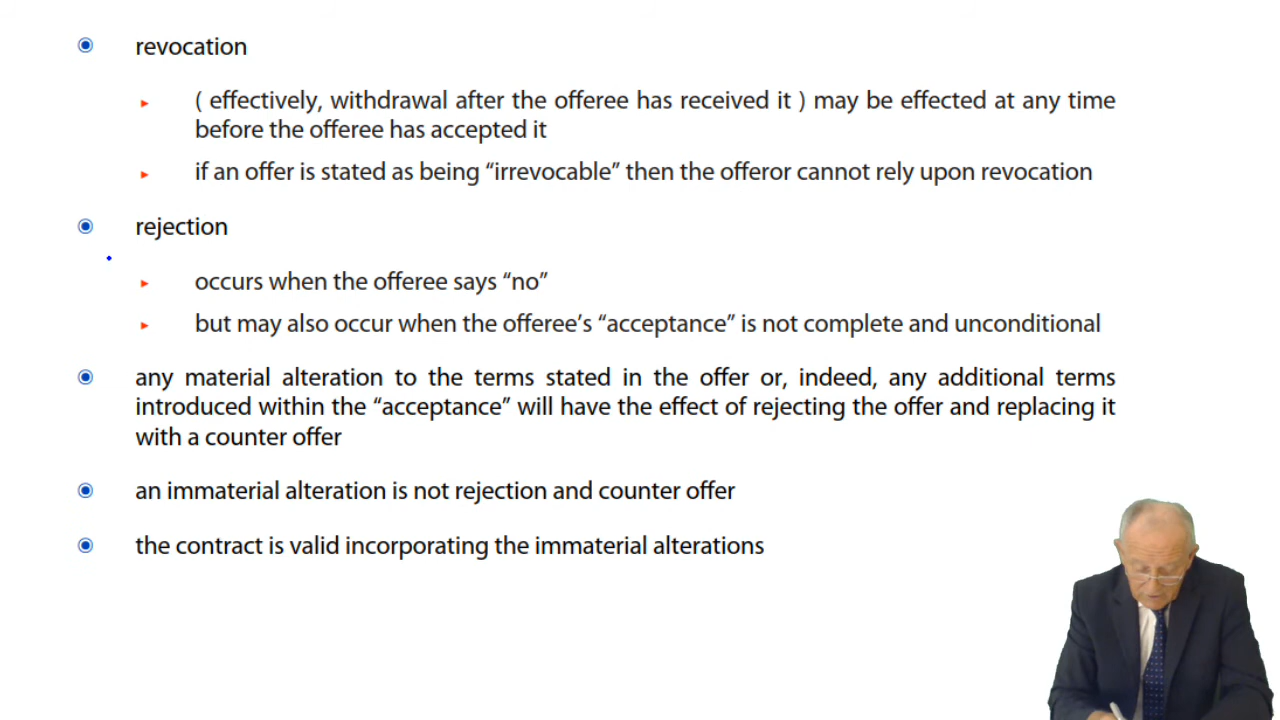 revocation
( effectively, withdrawal after the offeree has received it ) may be effected at any time
before the offeree has accepted it
if an offer is stated as being “irrevocable” then the offeror cannot rely upon revocation
rejection
occurs when the offeree says “no”
but may also occur when the offeree’s “acceptance” is not complete and unconditional
any material alteration to the terms stated in the offer or, indeed, any additional terms
introduced within the “acceptance” will have the effect of rejecting the offer and replacing it
with a counter offer
an immaterial alteration is not rejection and counter offer
the contract is valid incorporating the immaterial alterations